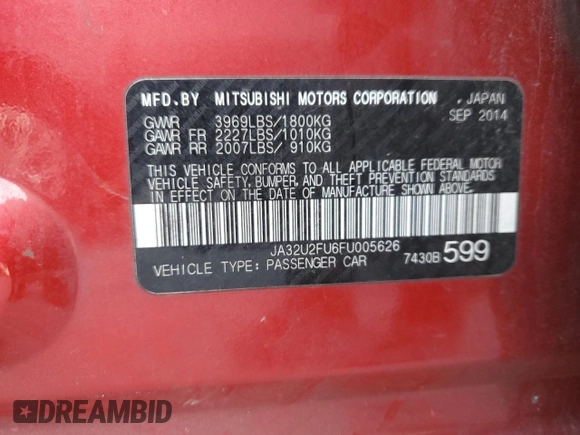 MFD.BY MITSUBISHI MOTORS CORPORATION , JAPAN
GVWR 3969LBS/1800KG SEP 2014
GAWR FR 2227LBS/1010KG
GAWR RR 2007LBS/ 910KG
THIS VEHICLE CONFORMS TO ALL APPLICABLE FEDERAL MOTOR
VEHICLE SAFETY, BUMPER, AND THEFT PREVENTION STANDARDS
IN EFFECT ON THE DATE OF MANUFACTURE SHOWN ABOVE.
JA32U2FU6FU005626
VEHICLE TYPE: PASSENGER CAR 7430B 599
DREAMBID